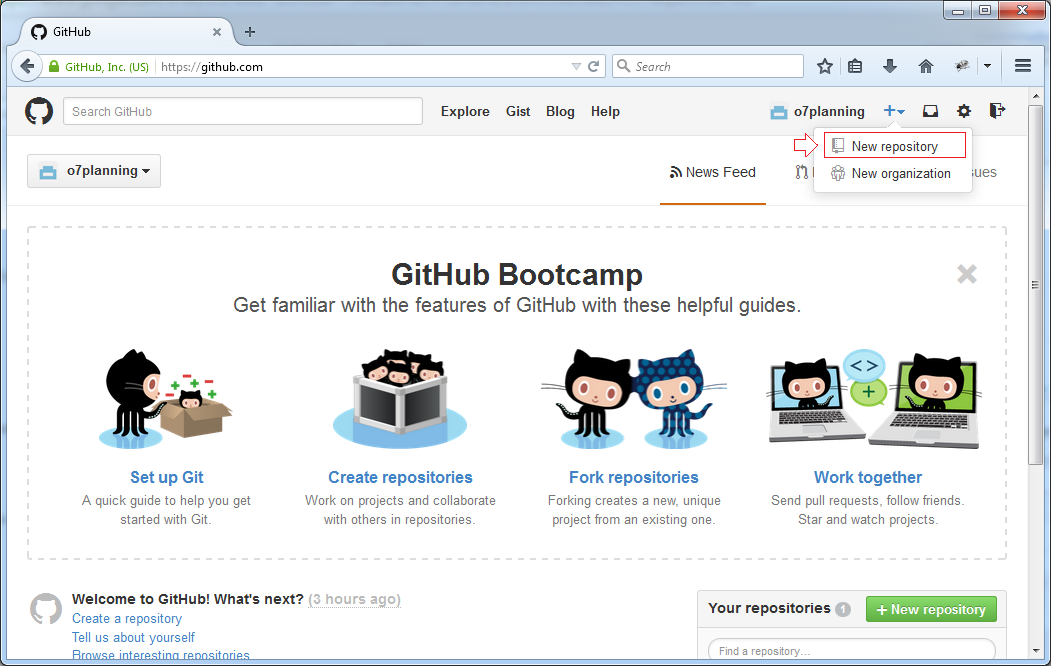 GitHub
GitHub, Inc. (US)
https://github.com
Search
Search GitHub
Explore
Gist
Blog
Help
o7planning
New repository
New organization
o7planning
News Feed
sues
GitHub Bootcamp
Get familiar with the features of GitHub with these helpful guides.
Set up Git
A quick guide to help you get
started with Git.
Create repositories
Work on projects and collaborate
with others in repositories.
Fork repositories
Forking creates a new, unique
project from an existing one.
Work together
Send pull requests, follow friends.
Star and watch projects.
Welcome to GitHub! What's next? (3 hours ago)
Create a repository
Tell us about yourself
Browse interesting repositories
Your repositories 1
+ New repository
Find a repository...